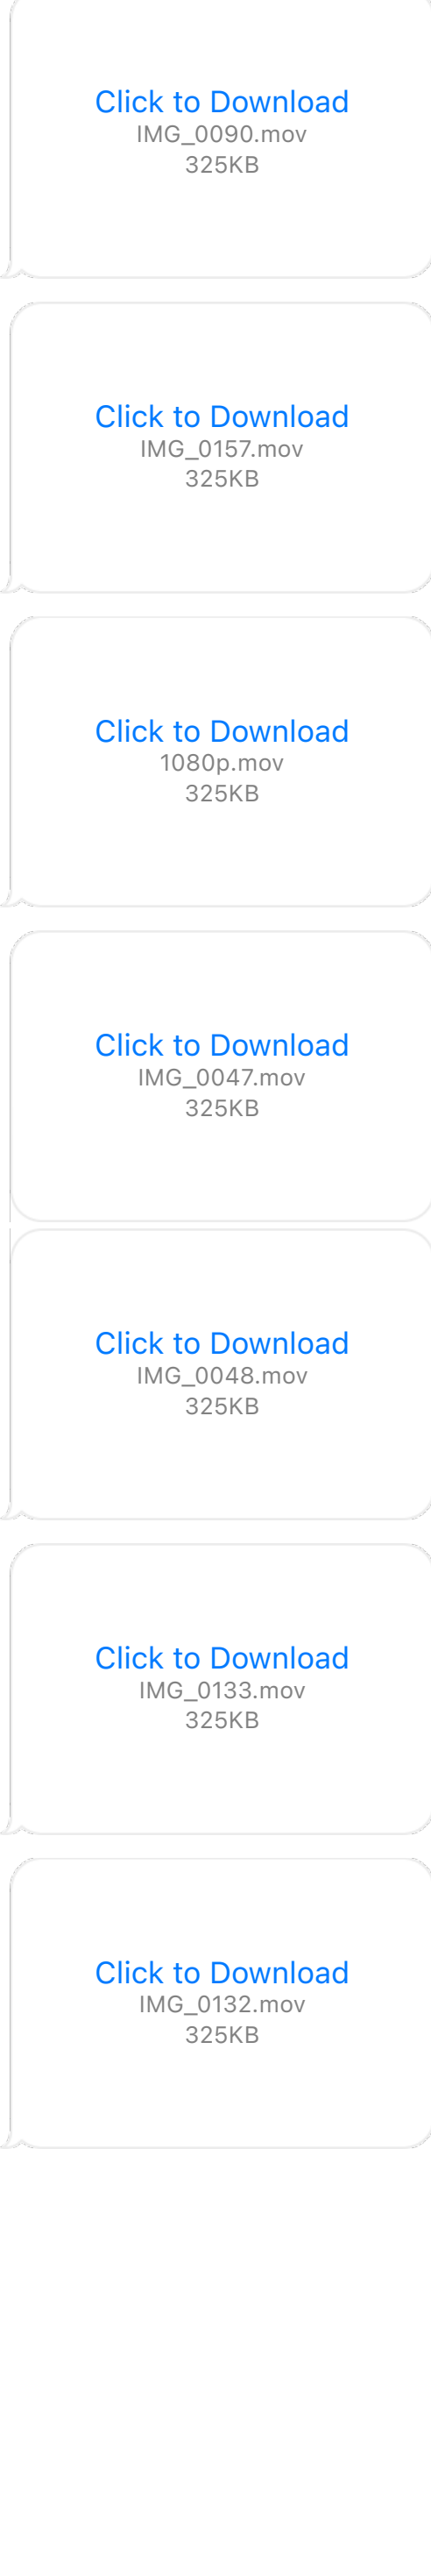 Click to Download
IMG_0090.mov
325KB
Click to Download
IMG_0157.mov
325KB
Click to Download
1080p.mov
325KB
Click to Download
IMG_0047.mov
325KB
Click to Download
IMG_0048.mov
325KB
Click to Download
IMG_0133.mov
325KB
Click to Download
IMG_0132.mov
325KB